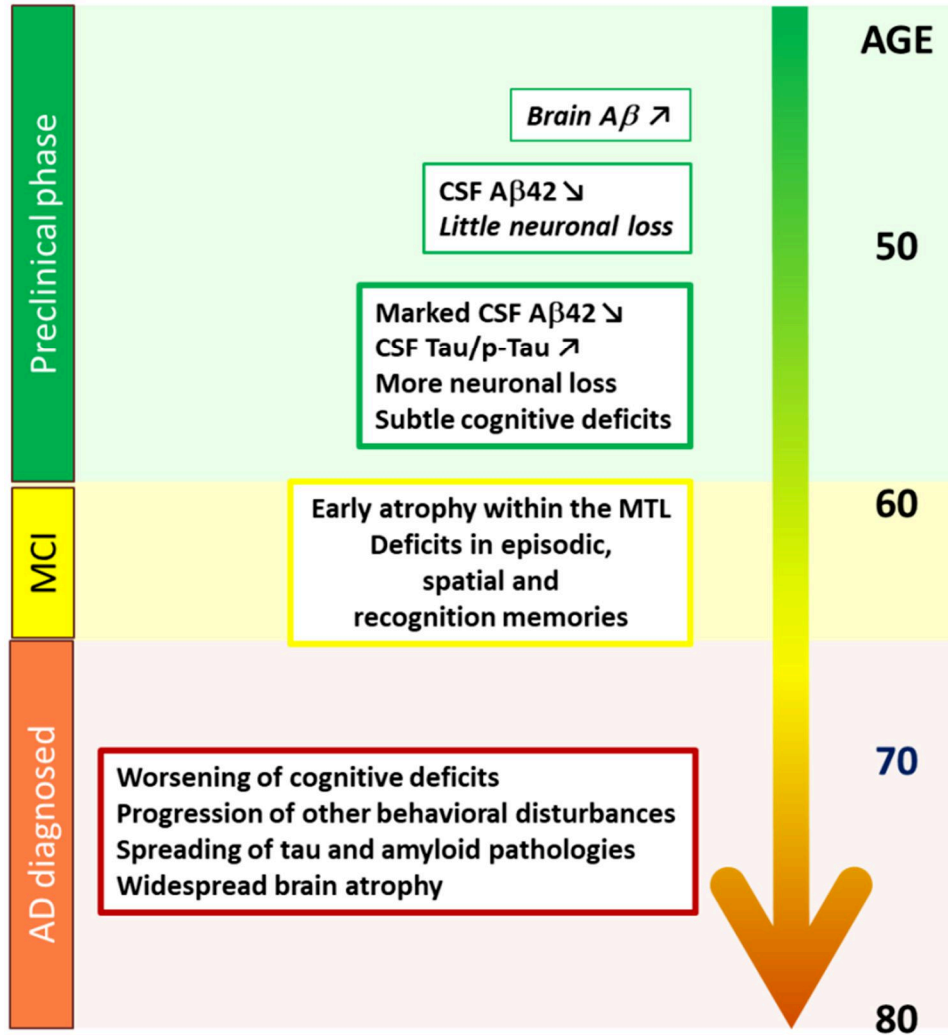 AGE
Preclinical phase
Brain Aβ ↗
CSF Aβ42 ↘
Little neuronal loss
50
Marked CSF Aβ42 ↘
CSF Tau/p-Tau ↗
More neuronal loss
Subtle cognitive deficits
MCI
60
Early atrophy within the MTL
Deficits in episodic,
spatial and
recognition memories
AD diagnosed
70
Worsening of cognitive deficits
Progression of other behavioral disturbances
Spreading of tau and amyloid pathologies
Widespread brain atrophy
80